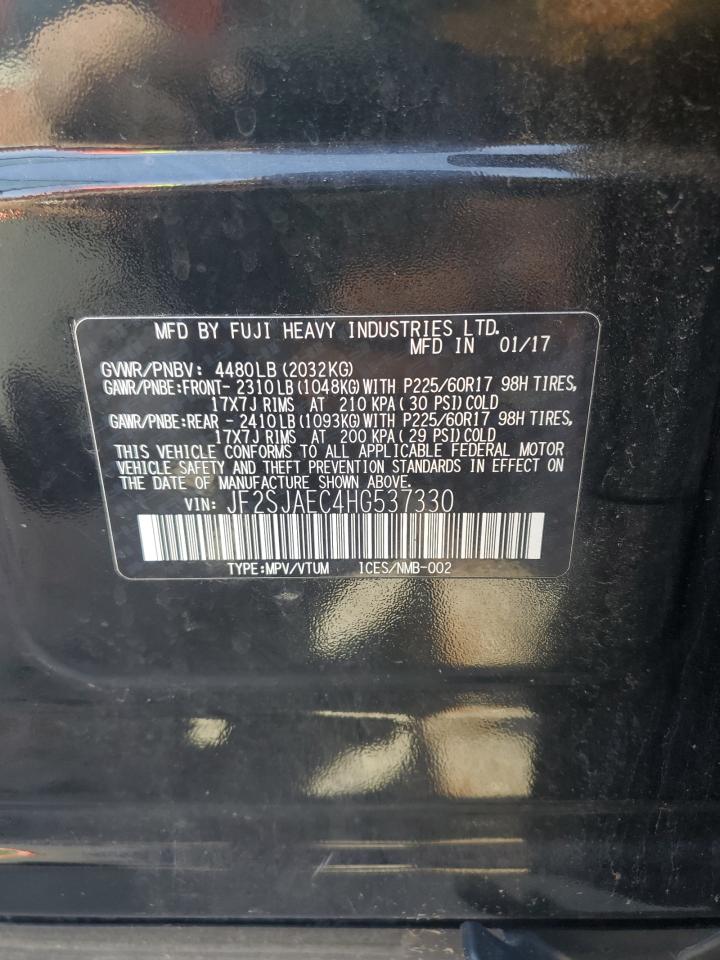 MFD BY FUJI HEAVY INDUSTRIES LTD.
MFD IN 01/17
GVWR/PNBV: 4480LB(2032KG)
GAWR/PNBE:FRONT- 2310LB(1048KG)WITH P225/60R17 98H TIRES,
17X7J RIMS AT 210 KPA(30 PSI)COLD
GAWR/PNBE:REAR - 2410LB(1093KG)WITH P225/60R17 98H TIRES,
17X7J RIMS AT 200 KPA(29 PSI)COLD
THIS VEHICLE CONFORMS TO ALL APPLICABLE FEDERAL MOTOR
VEHICLE SAFETY AND THEFT PREVENTION STANDARDS IN EFFECT ON
THE DATE OF MANUFACTURE SHOWN ABOVE.
VIN: JF2SJAEC4HG537330
TYPE:MPV/VTUM ICES/NMB-002